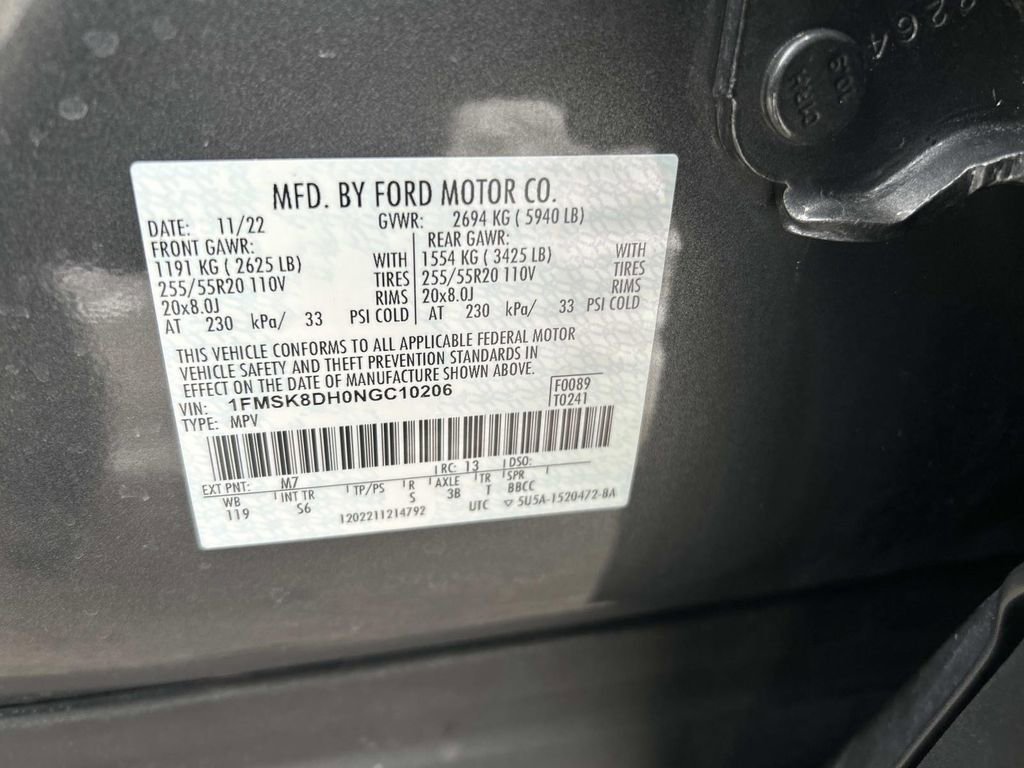 2264
10.9
MFD. BY FORD MOTOR CO.
DATE: 11/22 GVWR: 2694 KG ( 5940 LB)
FRONT GAWR: REAR GAWR:
1191 KG ( 2625 LB) WITH 1554 KG ( 3425 LB) WITH
255/55R20 110V TIRES 255/55R20 110V TIRES
20x8.0J RIMS 20x8.0J RIMS
AT 230 kPa/ 33 PSI COLD AT 230 kPa/ 33 PSI COLD
THIS VEHICLE CONFORMS TO ALL APPLICABLE FEDERAL MOTOR
VEHICLE SAFETY AND THEFT PREVENTION STANDARDS IN
EFFECT ON THE DATE OF MANUFACTURE SHOWN ABOVE.
VIN: 1FMSK8DH0NGC10206 F0089
TYPE: MPV T0241
EXT PNT: M7 RC: 13 DSO:
WB INT TR TP/PS R AXLE TR SPR
119 S6 S 3B T BBCC
1202211214792 UTC ▽ 5U5A-1520472-8A